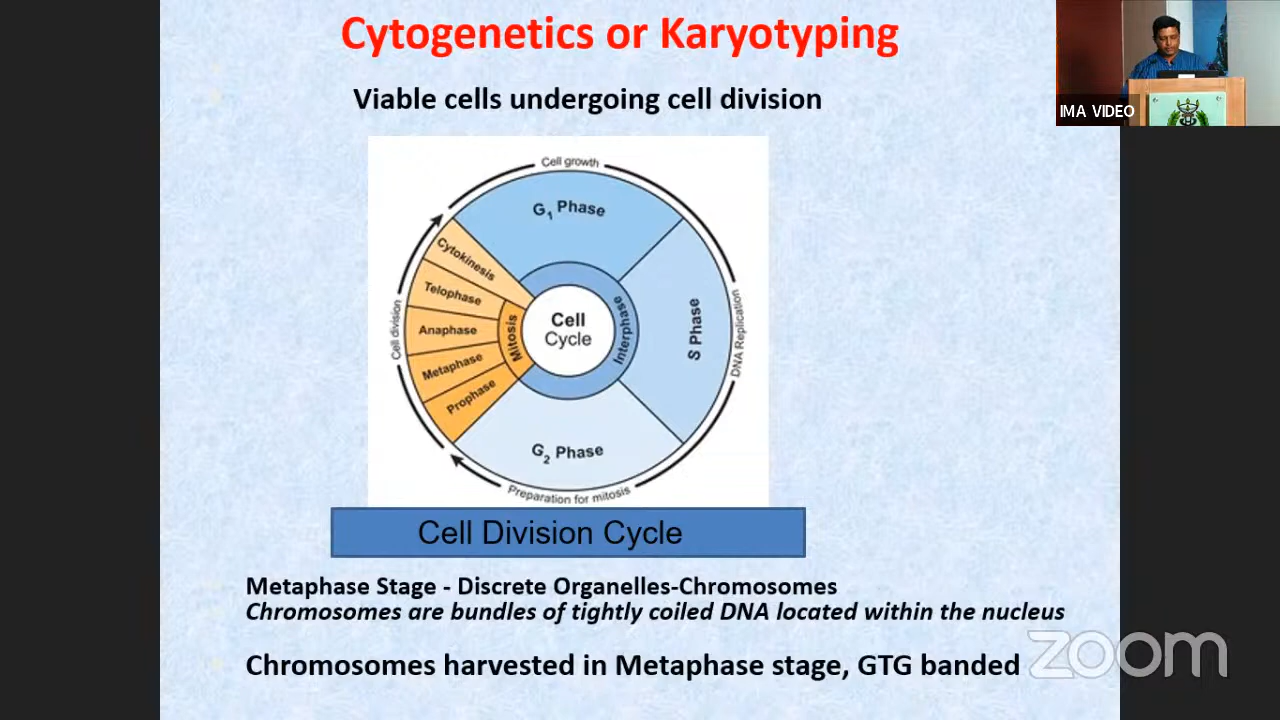 Cytogenetics or Karyotyping
IMA VIDEO
Viable cells undergoing cell division
Cell growth
G1 Phase
Cytokinesis
Telophase
Anaphase
Metaphase
Prophase
Mitosis
Cell division
Cell
Cycle
Interphase
S Phase
DNA Replication
G2 Phase
Preparation for mitosis
Cell Division Cycle
Metaphase Stage - Discrete Organelles-Chromosomes
Chromosomes are bundles of tightly coiled DNA located within the nucleus
Chromosomes harvested in Metaphase stage, GTG banded
zoom